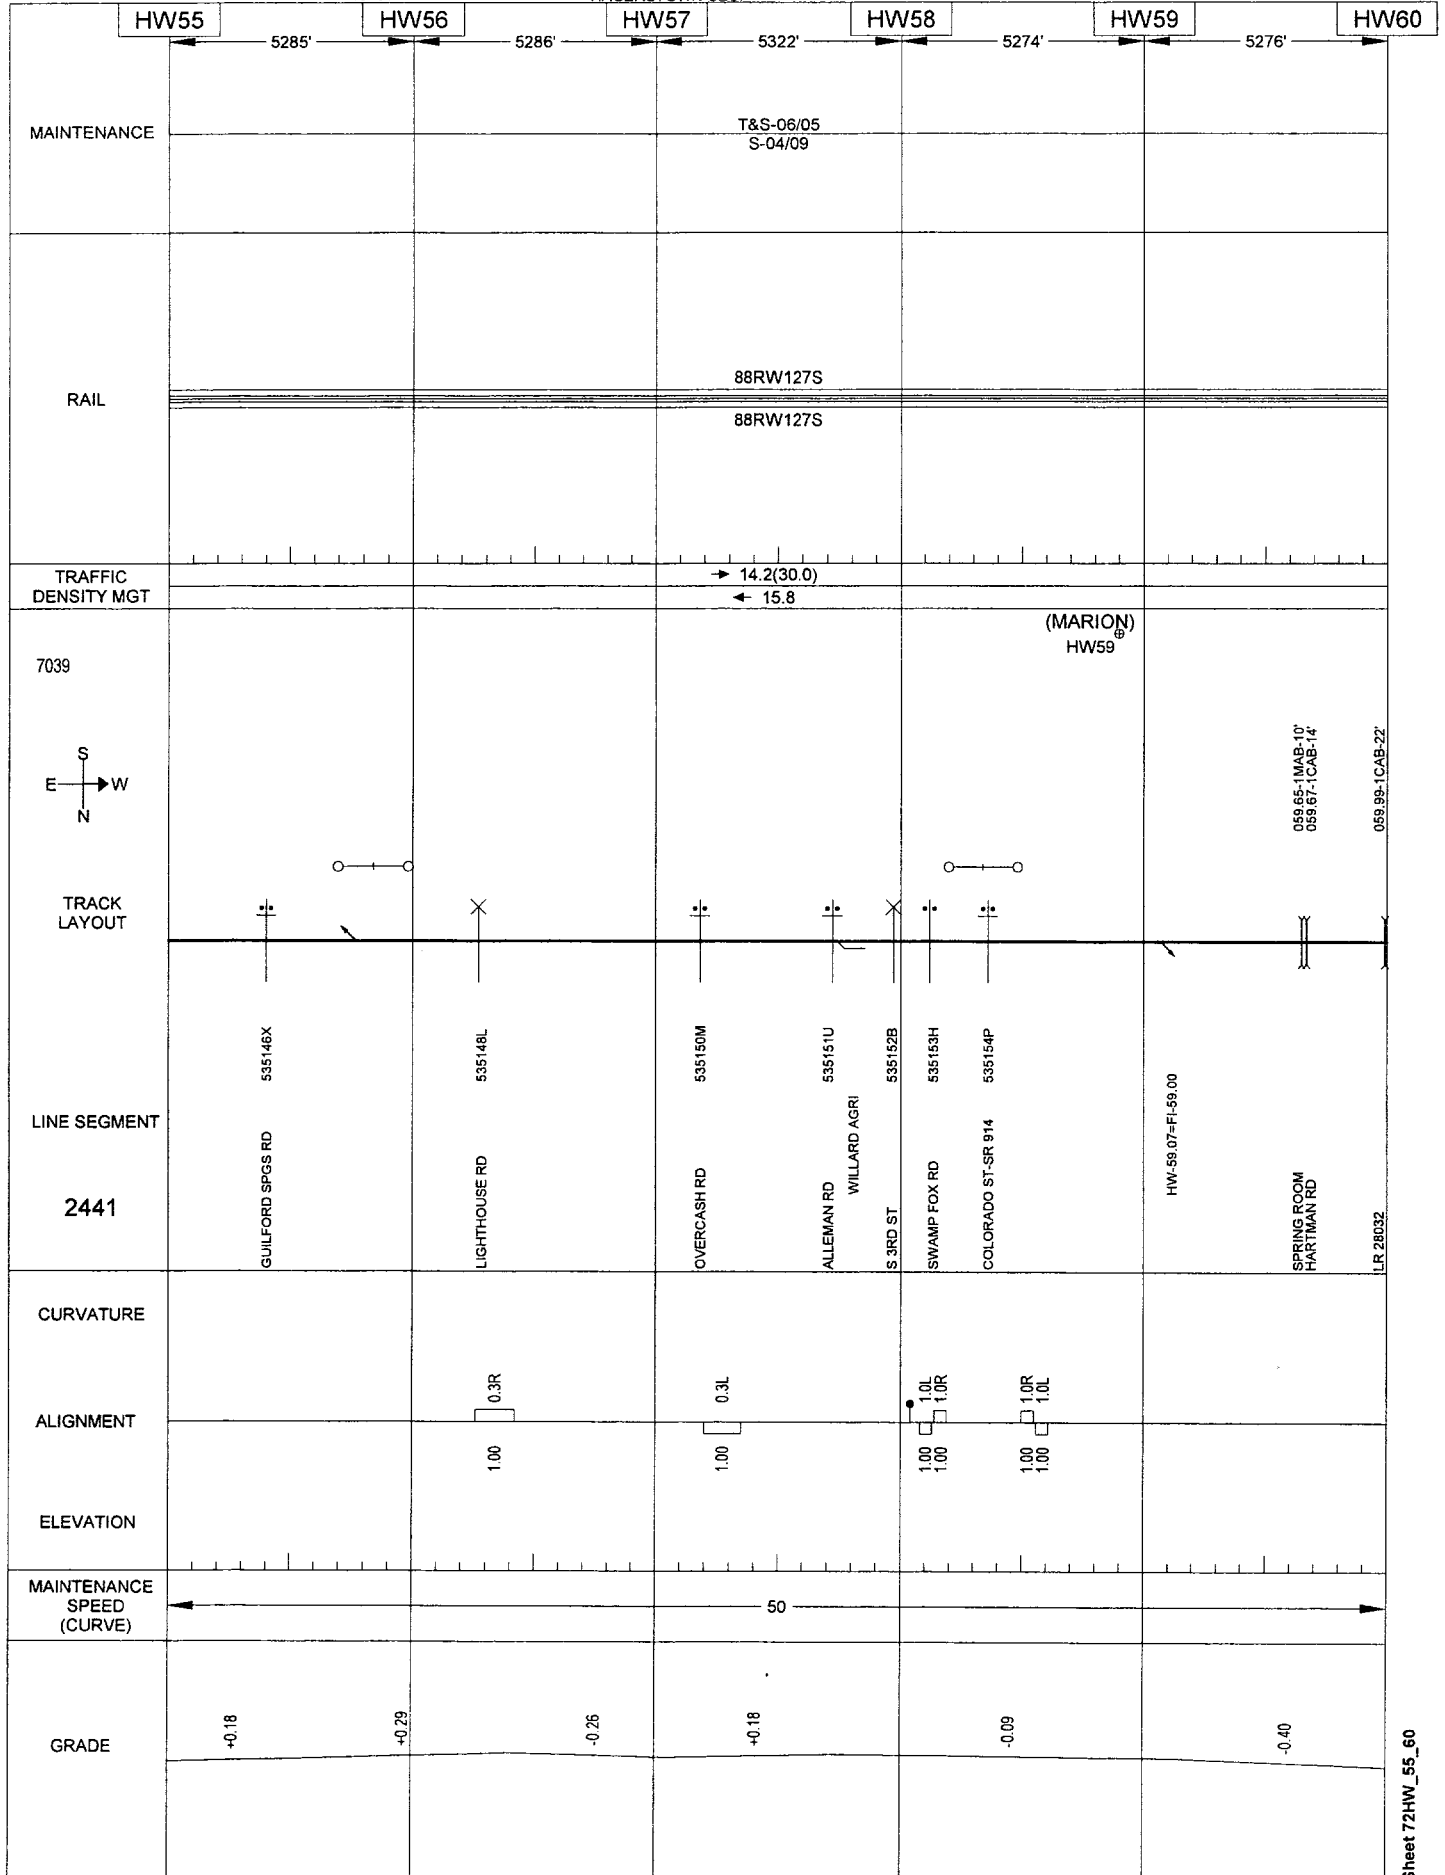 HW55 HW56 HW57 HW58 HW59 HW60
5285' 5286' 5322' 5274' 5276'
MAINTENANCE
T&S-06/05
S-04/09
RAIL
88RW127S
88RW127S
TRAFFIC
DENSITY MGT
14.2(30.0)
15.8
(MARION)
HW59
7039
S
E W
N
059.65-1MAB-10'
059.67-1CAB-14'
059.99-1CAB-22'
TRACK
LAYOUT
535146X
535148L
535150M
535151U
535152B
535153H
535154P
LINE SEGMENT
2441
GUILFORD SPGS RD
LIGHTHOUSE RD
OVERCASH RD
ALLEMAN RD
WILLARD AGRI
S 3RD ST
SWAMP FOX RD
COLORADO ST-SR 914
HW-59.07=FI-59.00
SPRING ROOM
HARTMAN RD
LR 28032
CURVATURE
0.3R
0.3L
1.0L
1.0R
1.0R
1.0L
ALIGNMENT
1.00
1.00
1.00
1.00
1.00
1.00
ELEVATION
MAINTENANCE
SPEED
(CURVE)
50
GRADE
+0.18
+0.29
-0.26
+0.18
-0.09
-0.40
Sheet 72HW_55_60